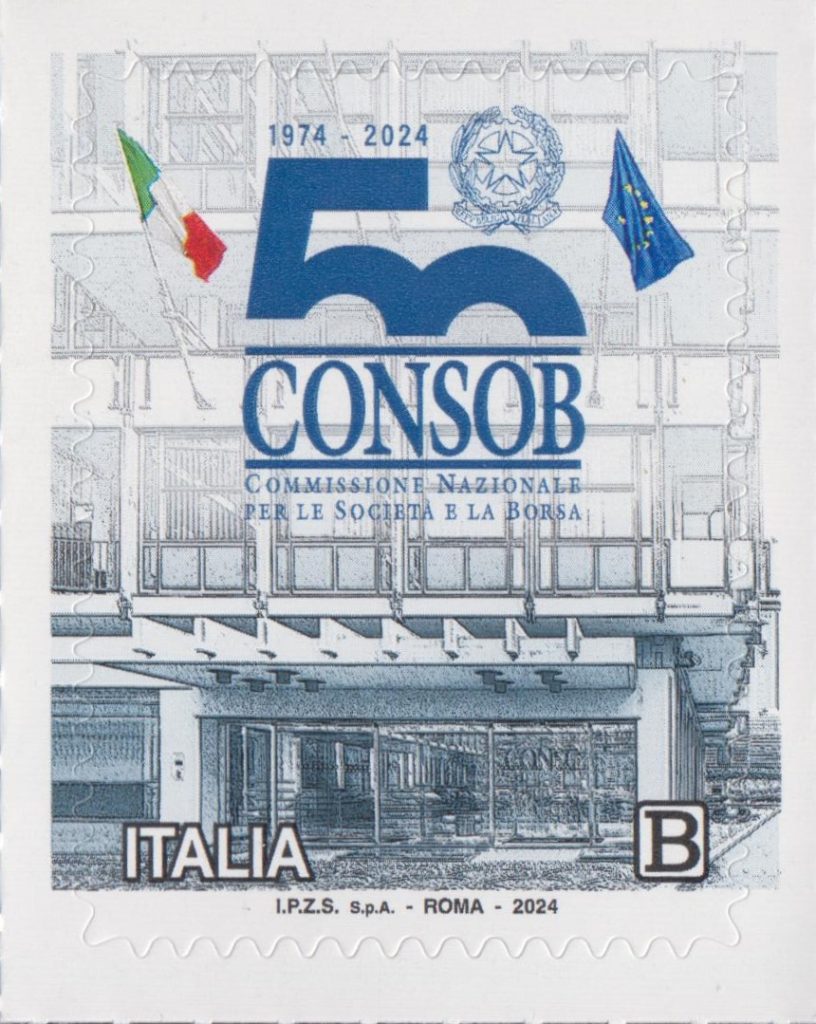 1974 - 2024
50
CONSOB
COMMISSIONE NAZIONALE
PER LE SOCIETÀ E LA BORSA
ITALIA
B
I.P.Z.S. S.p.A. - ROMA - 2024